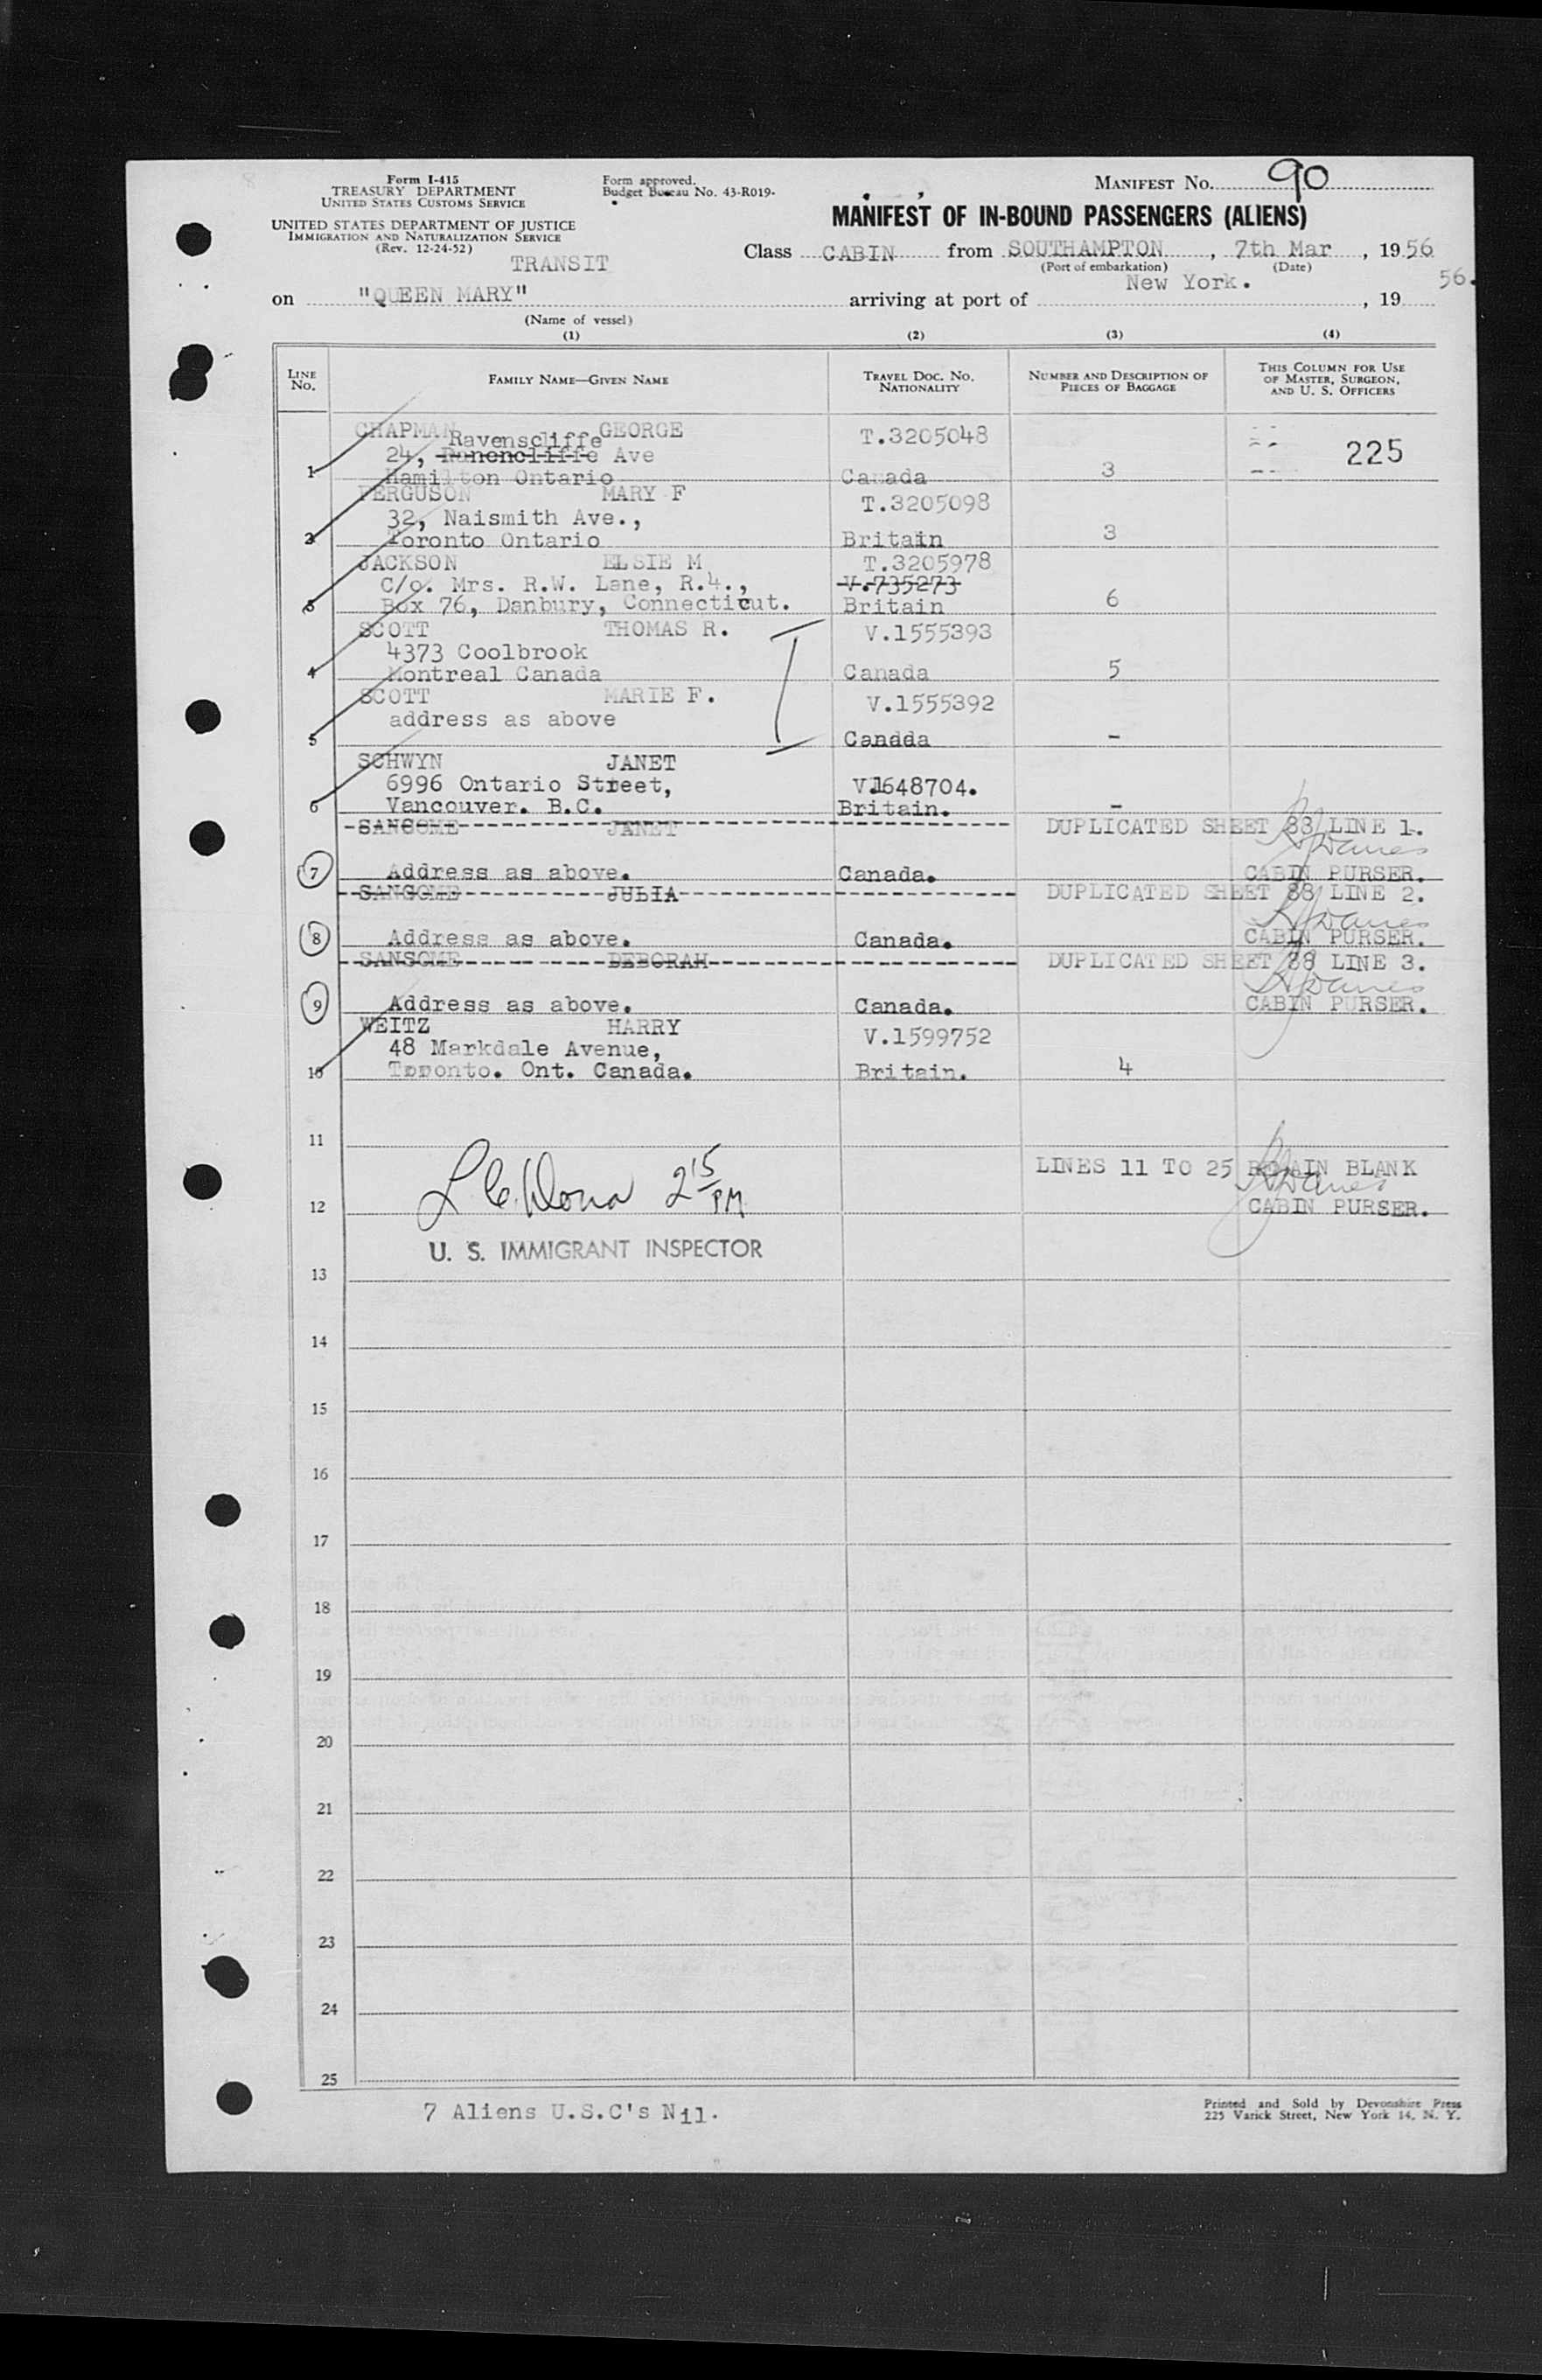 Form I-415
TREASURY DEPARTMENT
UNITED STATES CUSTOMS SERVICE
UNITED STATES DEPARTMENT OF JUSTICE
IMMIGRATION AND NATURALIZATION SERVICE
(Rev. 12-24-52)
Form approved.
Budget Bureau No. 43-R019-
MANIFEST No. 90
MANIFEST OF IN-BOUND PASSENGERS (ALIENS)
TRANSIT
Class CABIN from SOUTHAMPTON, 7th Mar, 1956
(Port of embarkation) (Date)
on "QUEEN MARY" arriving at port of New York. , 19 56.
(Name of vessel)
(1) (2) (3) (4)
LINE No. FAMILY NAME—GIVEN NAME TRAVEL DOC. NO. NATIONALITY NUMBER AND DESCRIPTION OF PIECES OF BAGGAGE THIS COLUMN FOR USE OF MASTER, SURGEON, AND U. S. OFFICERS
CHAPMAN GEORGE T.3205048
Ravenscliffe
24, Ave 225
1 Hamilton Ontario Canada 3
FERGUSON MARY F T.3205098
32, Naismith Ave.,
2 Toronto Ontario Britain 3
JACKSON ELSIE M T.3205978
C/o. Mrs. R.W. Lane, R.4., V.735273
3 Box 76, Danbury, Connecticut. Britain 6
SCOTT THOMAS R. V.1555393
4373 Coolbrook
4 Montreal Canada Canada 5
SCOTT MARIE F. V.1555392
address as above
5 Canada -
SCHWYN JANET
6996 Ontario Street, V1648704.
6 Vancouver. B.C. Britain. -
SANSOME JANET DUPLICATED SHEET 88 LINE 1.
7 Address as above. Canada. CABIN PURSER.
SANSOME JULIA DUPLICATED SHEET 88 LINE 2.
8 Address as above. Canada. CABIN PURSER.
SANSOME DEBORAH DUPLICATED SHEET 88 LINE 3.
9 Address as above. Canada. CABIN PURSER.
WEITZ HARRY V.1599752
48 Markdale Avenue,
10 Toronto. Ont. Canada. Britain. 4
11
LINES 11 TO 25 REMAIN BLANK
2 15 PM
12 CABIN PURSER.
U. S. IMMIGRANT INSPECTOR
13
14
15
16
17
18
19
20
21
22
23
24
25
7 Aliens U.S.C's Nil.
Printed and Sold by Devonshire Press
225 Varick Street, New York 14, N. Y.